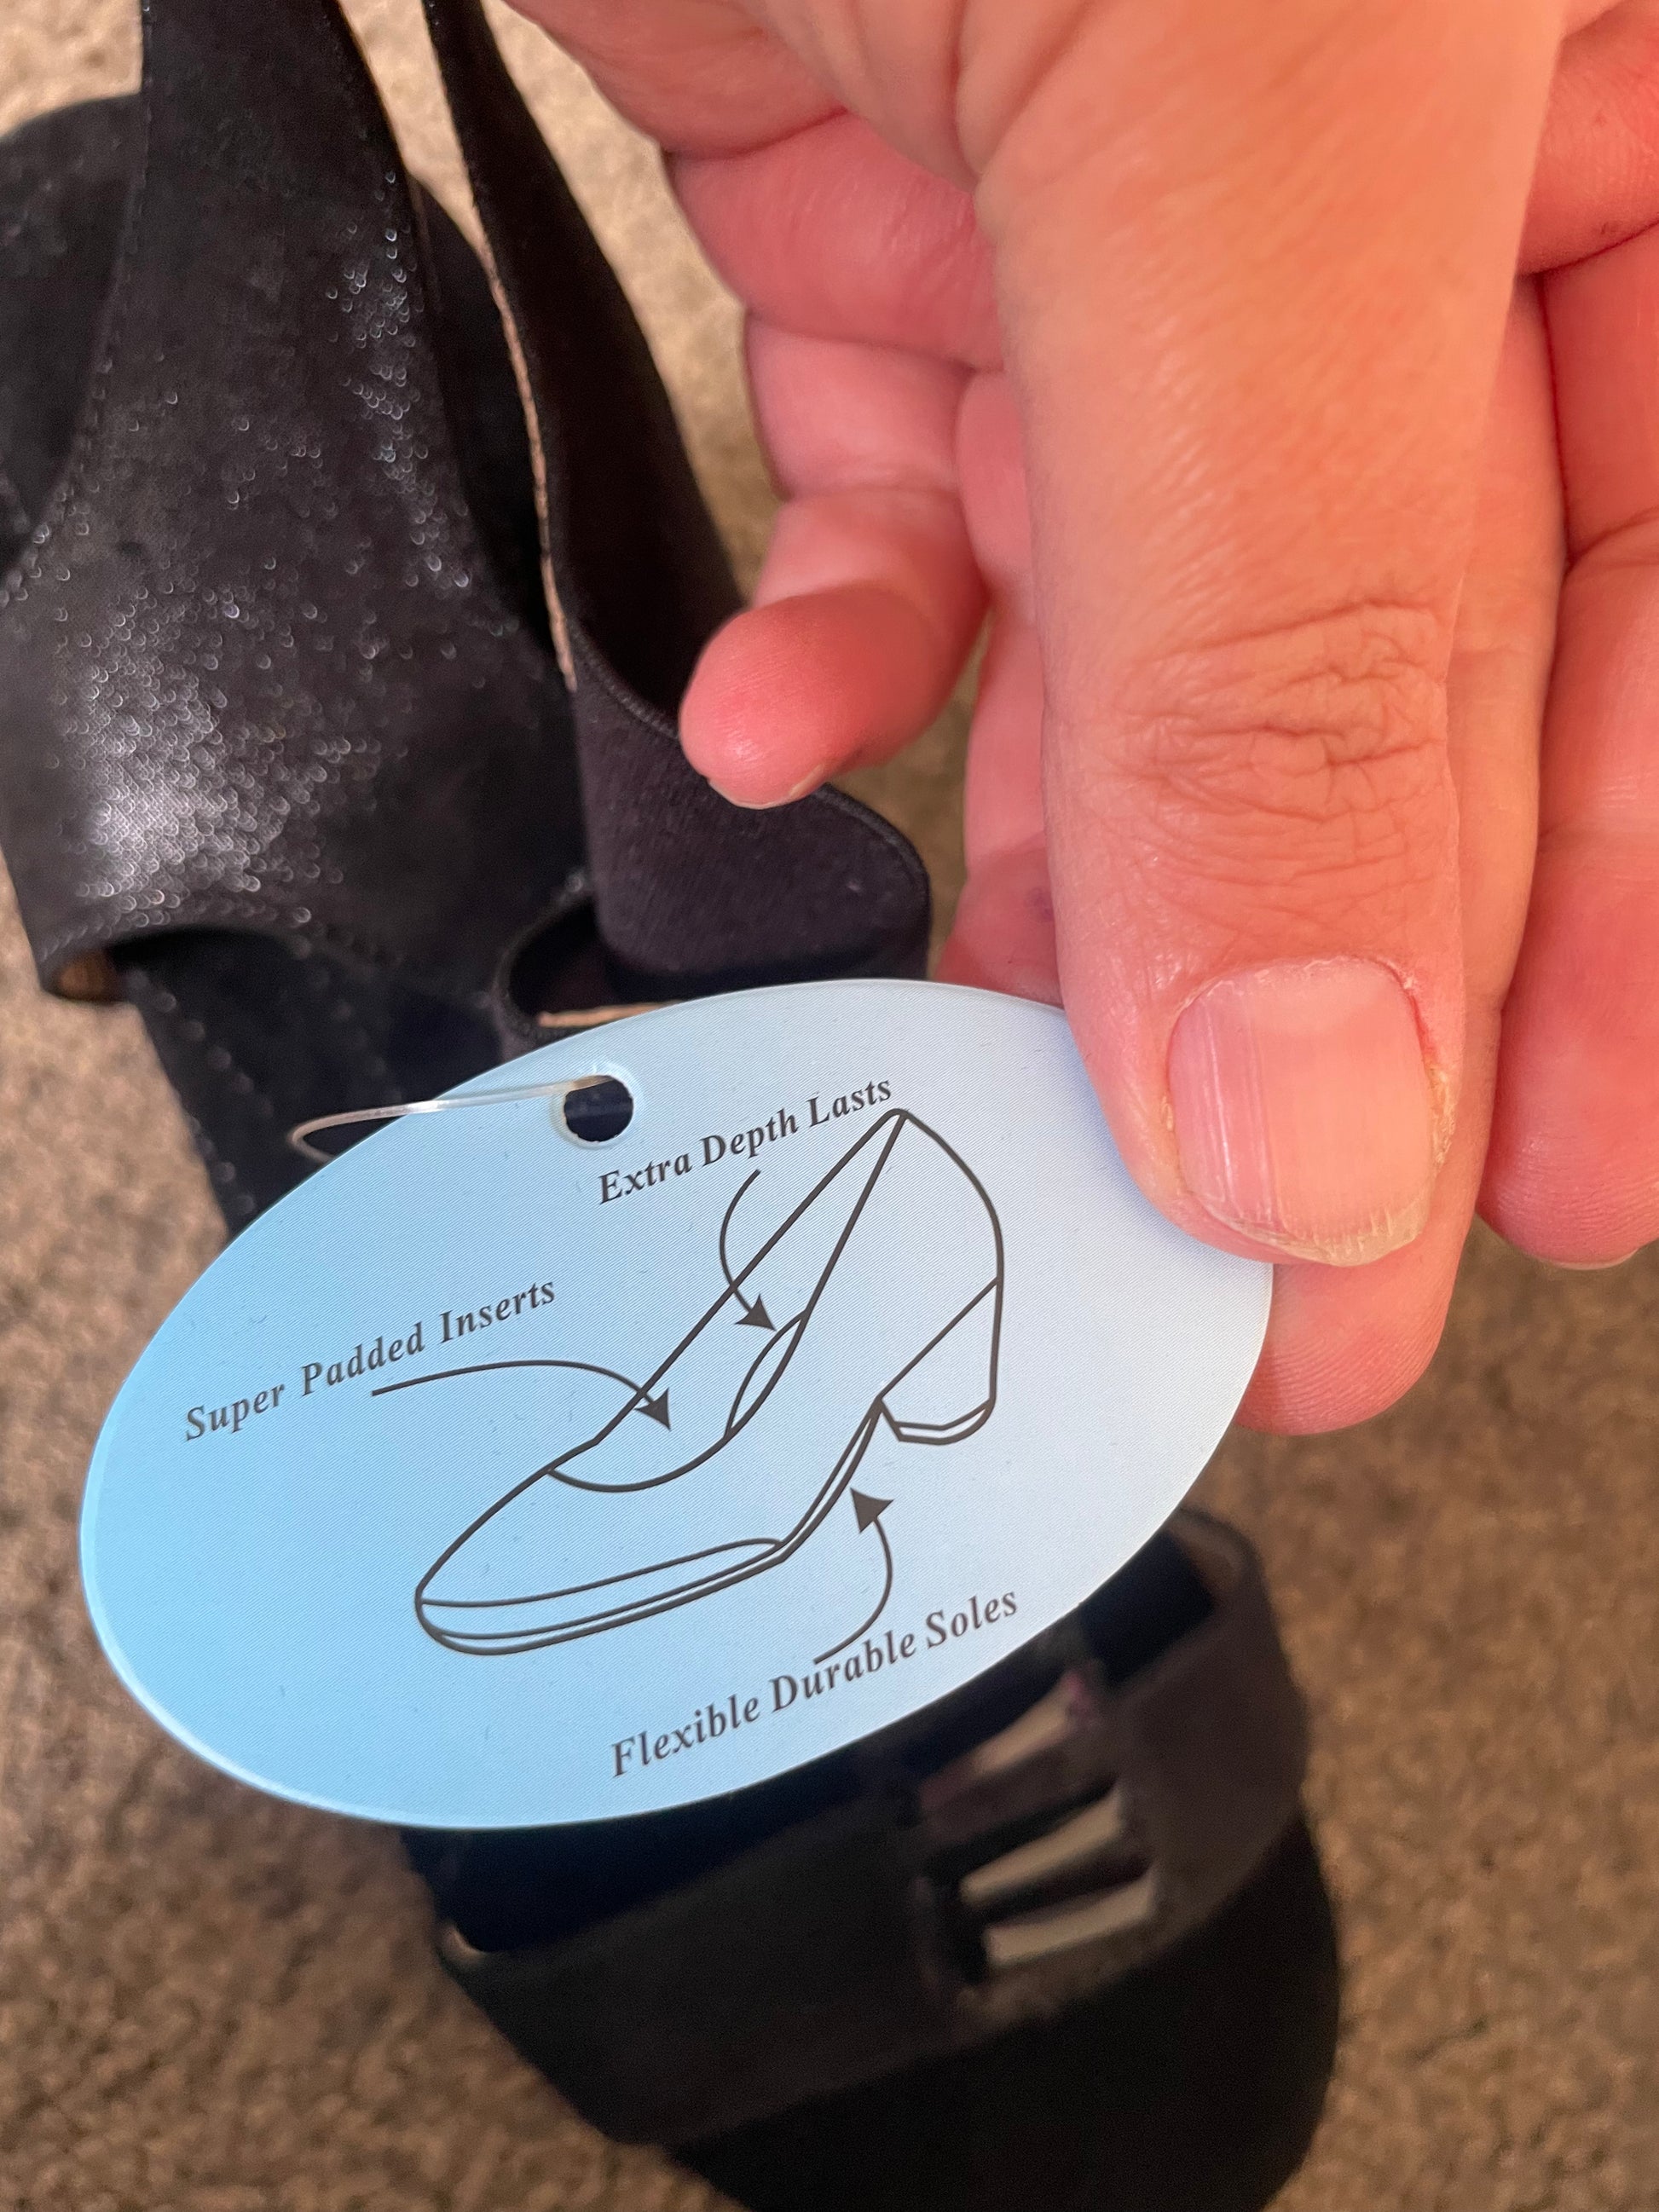 Extra Depth Lasts
Super Padded Inserts
Flexible Durable Soles